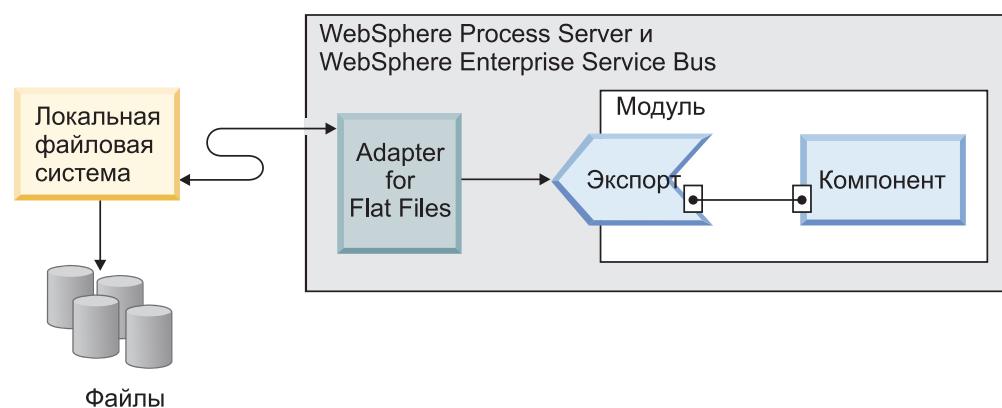 WebSphere Process Server и
WebSphere Enterprise Service Bus
Локальная
файловая
система
Adapter
for
Flat Files
Модуль
Экспорт
Компонент
Файлы